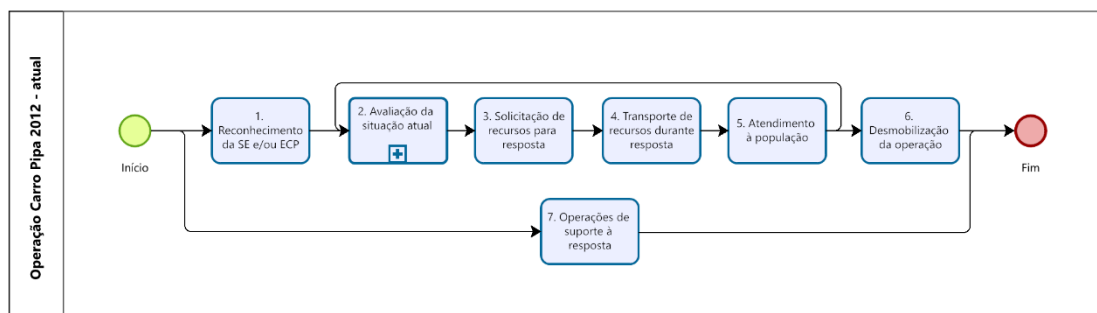 Operação Carro Pipa 2012 - atual
Início
1.
Reconhecimento
da SE e/ou ECP
2. Avaliação da
situação atual
3. Solicitação de
recursos para
resposta
4. Transporte de
recursos durante
resposta
5. Atendimento
à população
6.
Desmobilização
da operação
Fim
7. Operações de
suporte à
resposta